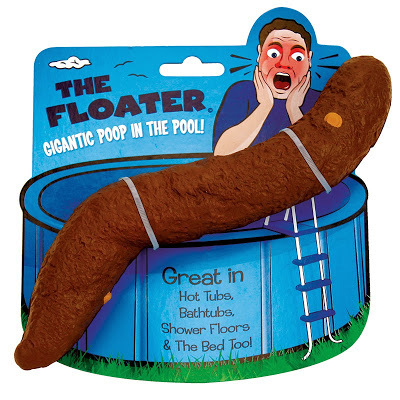 THE
FLOATER®
GIGANTIC POOP IN THE POOL!
Great in
Hot Tubs,
Bathtubs,
Shower Floors
& The Bed Too!